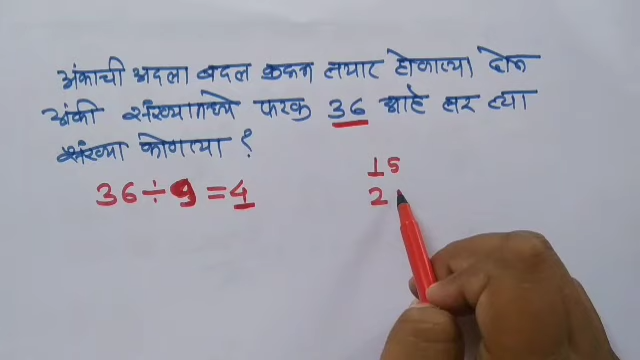 अंकाची अदला बदल करून तयार होणाऱ्या दोन
अंकी संख्यामध्ये फरक 36 आहे तर त्या
संख्या कोणत्या ?
36 ÷ 9 = 4
15
2